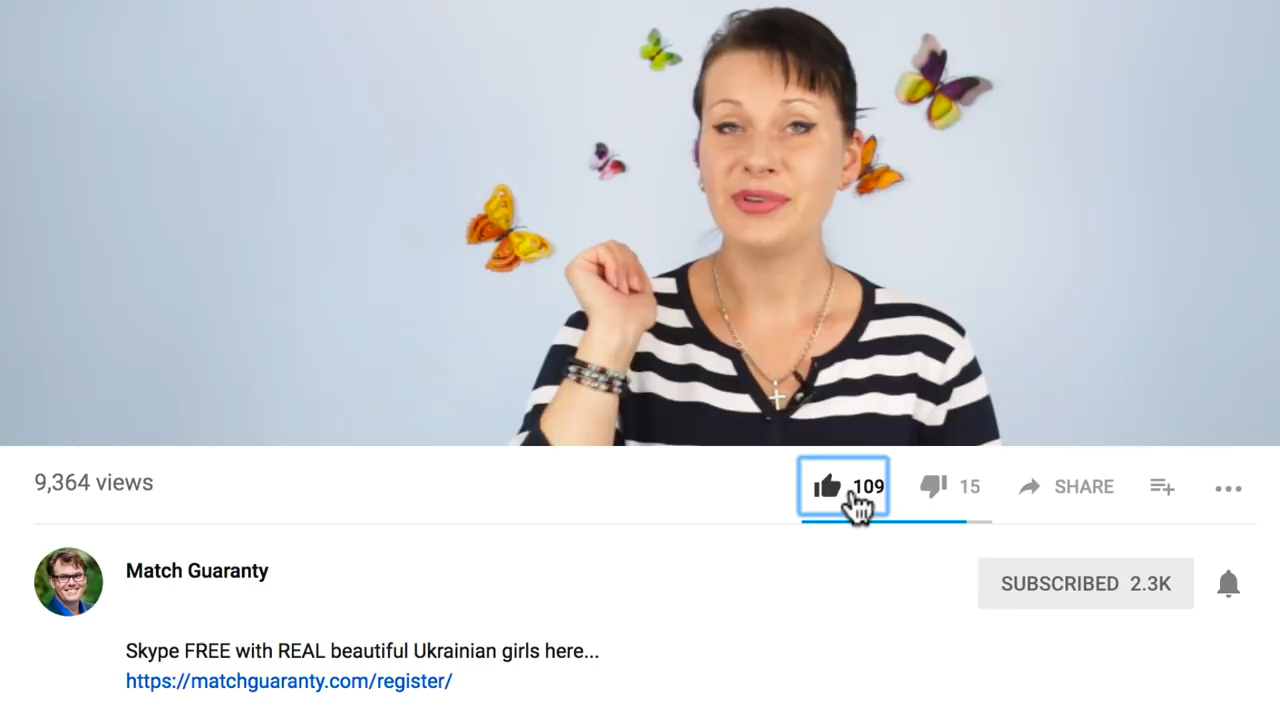 9,364 views
109
15
SHARE
Match Guaranty
SUBSCRIBED 2.3K
Skype FREE with REAL beautiful Ukrainian girls here...
https://matchguaranty.com/register/